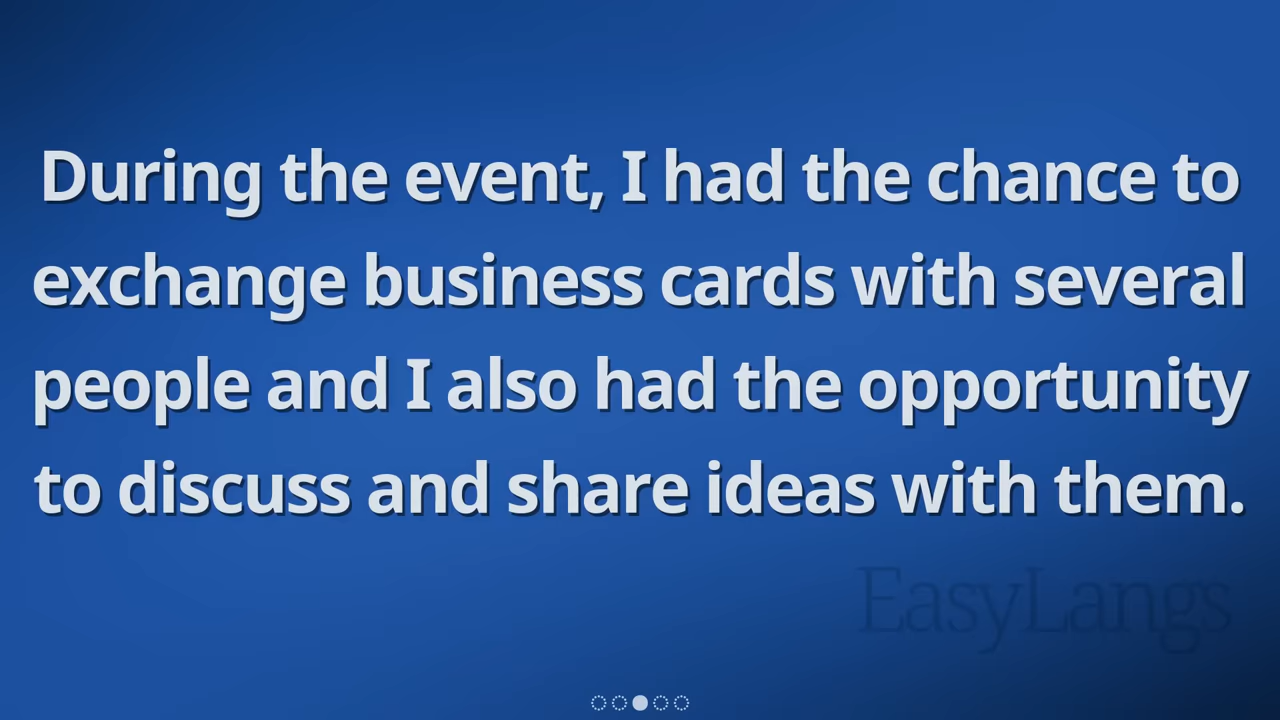 During the event, I had the chance to
exchange business cards with several
people and I also had the opportunity
to discuss and share ideas with them.
EasyLangs